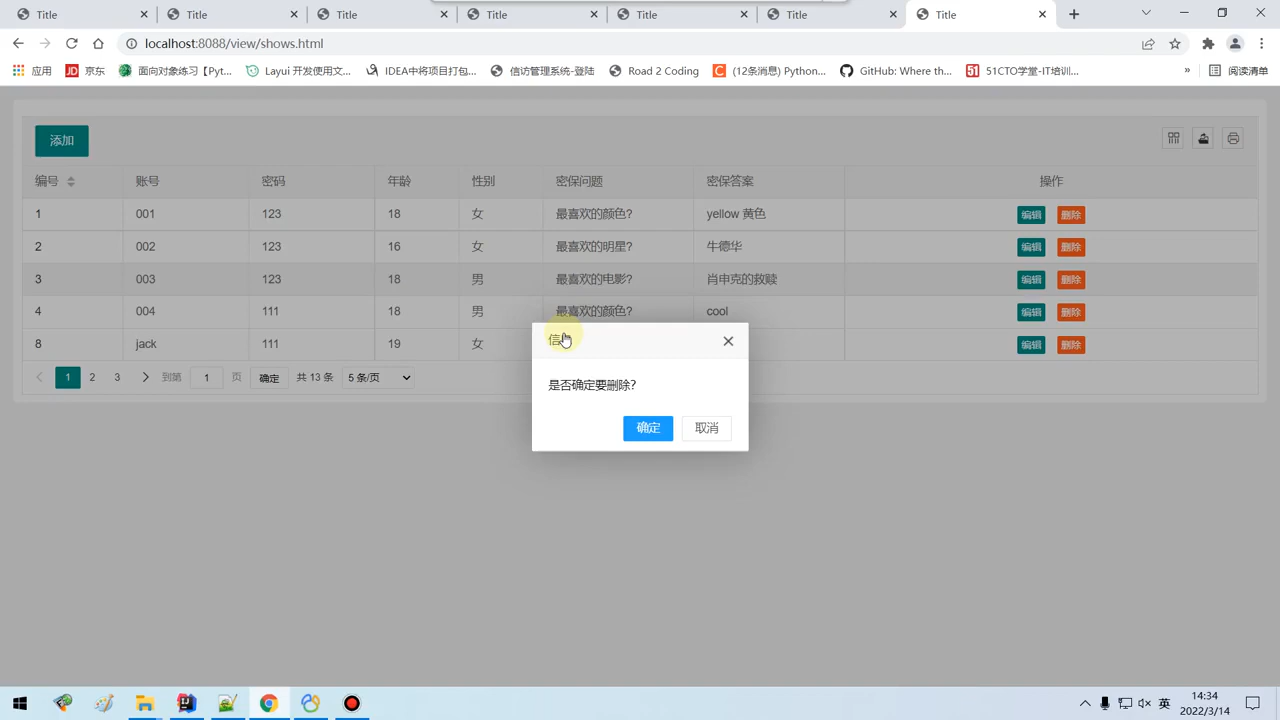 Title
Title
Title
Title
Title
Title
Title
localhost:8088/view/shows.html
应用
京东
面向对象练习【Pyt...
Layui 开发使用文...
IDEA中将项目打包...
信访管理系统-登陆
Road 2 Coding
(12条消息) Python...
GitHub: Where th...
51CTO学堂-IT培训...
»
阅读清单
添加
编号 账号 密码 年龄 性别 密保问题 密保答案 操作
1 001 123 18 女 最喜欢的颜色? yellow 黄色 编辑 删除
2 002 123 16 女 最喜欢的明星? 牛德华 编辑 删除
3 003 123 18 男 最喜欢的电影? 肖申克的救赎 编辑 删除
4 004 111 18 男 最喜欢的颜色? cool 编辑 删除
8 jack 111 19 女 编辑 删除
1 2 3 到第 1 页 确定 共 13 条 5 条/页
信
是否确定要删除?
确定 取消
英
14:34
2022/3/14